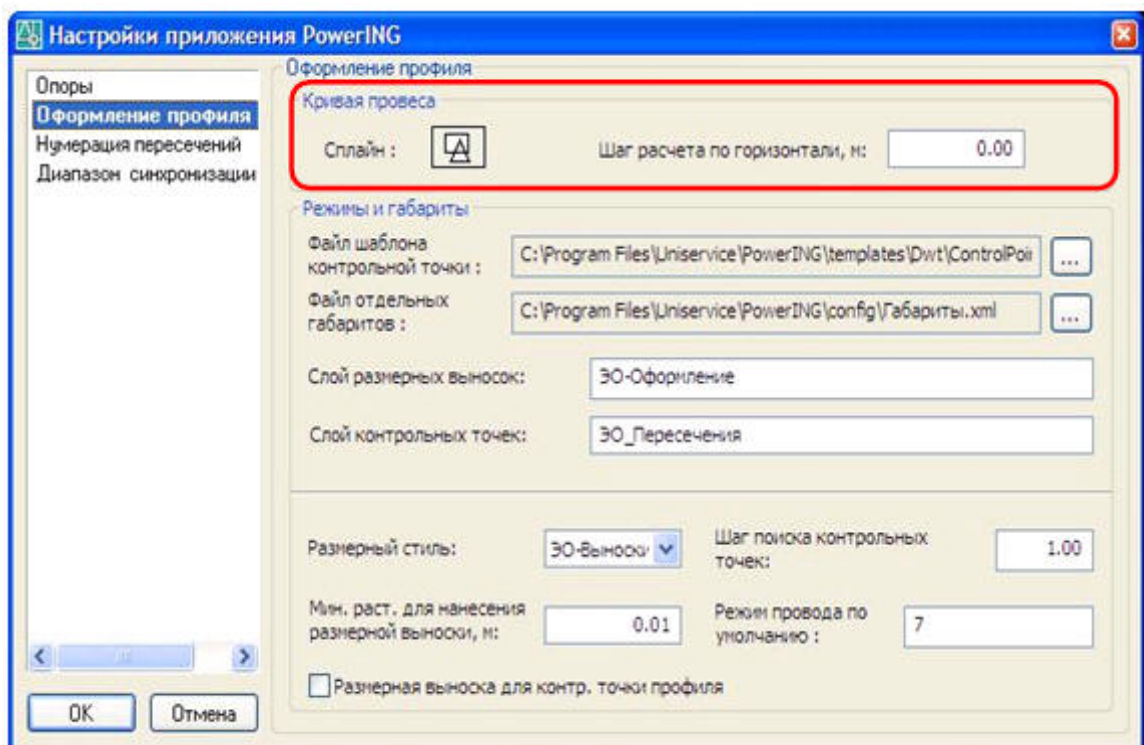 Настройки приложения PowerING
Опоры
Оформление профиля
Нумерация пересечений
Диапазон синхронизации
OK
Отмена
Оформление профиля
Кривая провеса
Сплайн :
Шаг расчета по горизонтали, м:
0.00
Режимы и габариты
Файл шаблона
контрольной точки :
C:\Program Files\Uniservice\PowerING\templates\Dwt\ControlPoi
...
Файл отдельных
габаритов :
C:\Program Files\Uniservice\PowerING\config\Габариты.xml
...
Слой размерных выносок:
ЭО-Оформление
Слой контрольных точек:
ЭО_Пересечения
Размерный стиль:
ЭО-Выноски
Шаг поиска контрольных
точек:
1.00
Мин. раст. для нанесения
размерной выноски, м:
0.01
Режим провода по
умолчанию :
7
Размерная выноска для контр. точки профиля